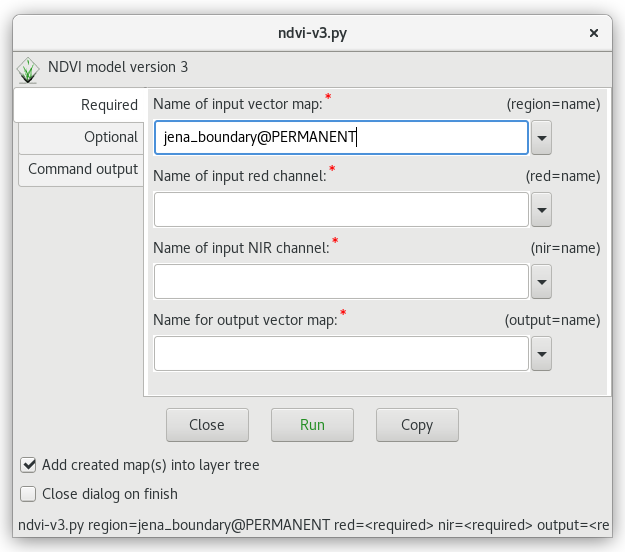 ndvi-v3.py
NDVI model version 3
Required
Optional
Command output
Name of input vector map:* (region=name)
jena_boundary@PERMANENT
Name of input red channel:* (red=name)
Name of input NIR channel:* (nir=name)
Name for output vector map:* (output=name)
Close Run Copy
Add created map(s) into layer tree
Close dialog on finish
ndvi-v3.py region=jena_boundary@PERMANENT red=<required> nir=<required> output=<re